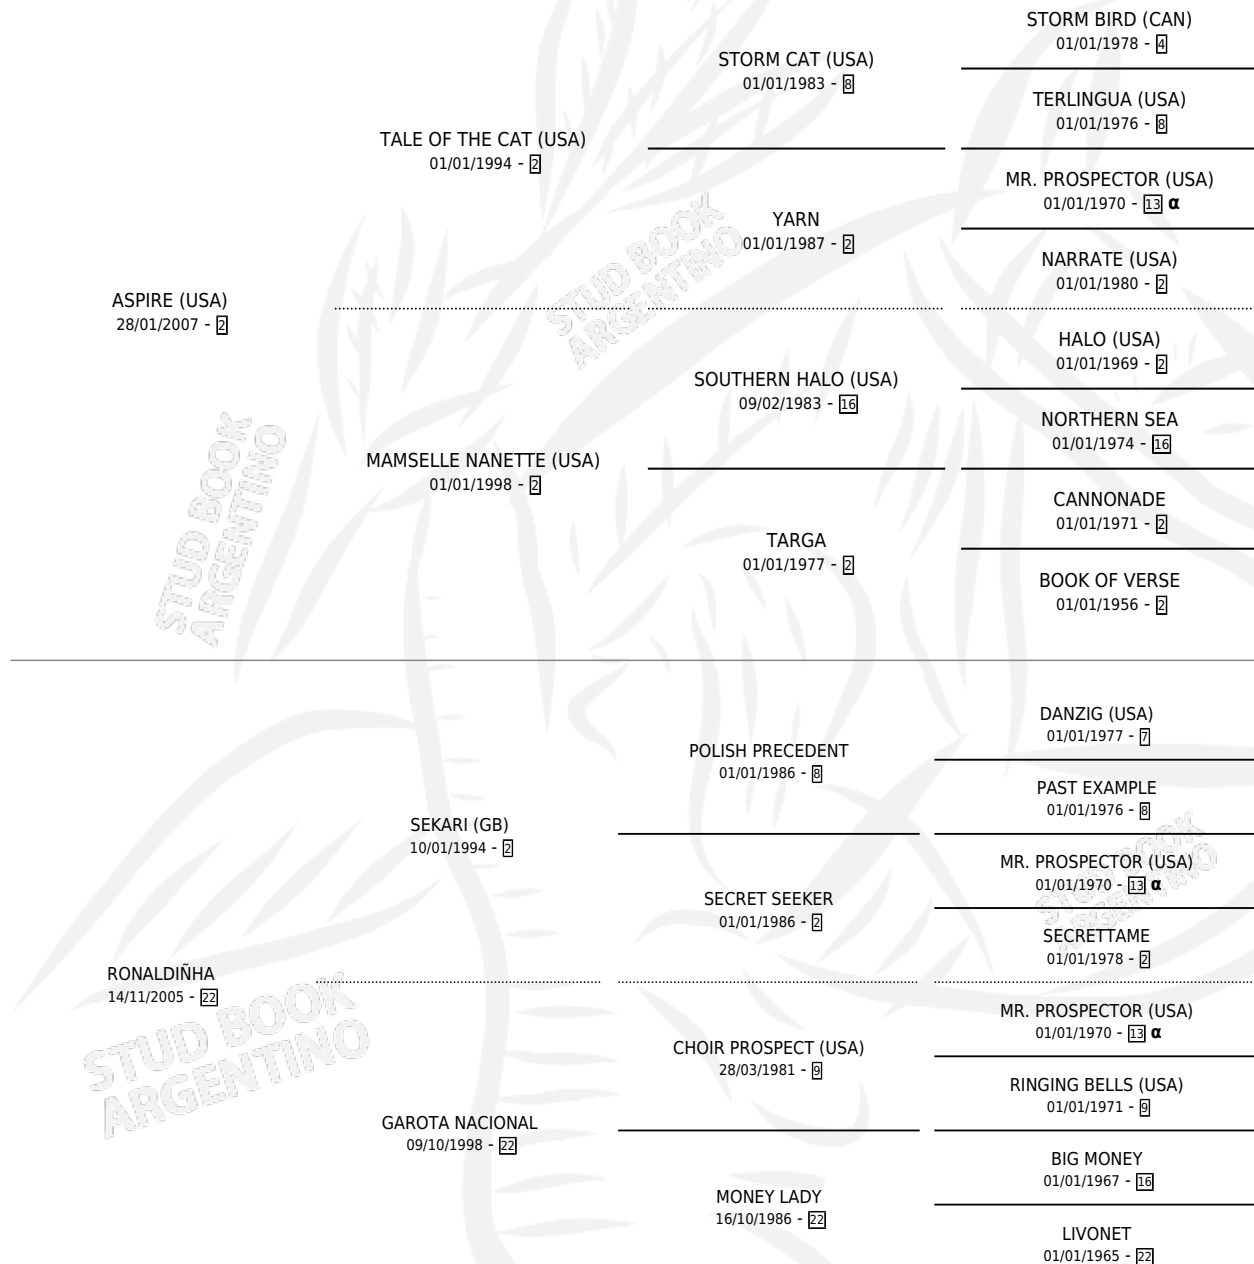 STORM BIRD (CAN)
01/01/1978 - 4
STORM CAT (USA)
01/01/1983 - 8
TERLINGUA (USA)
01/01/1976 - 8
TALE OF THE CAT (USA)
01/01/1994 - 2
MR. PROSPECTOR (USA)
01/01/1970 - 13 α
YARN
01/01/1987 - 2
NARRATE (USA)
01/01/1980 - 2
ASPIRE (USA)
28/01/2007 - 2
STUD BOOK
ARGENTINO
HALO (USA)
01/01/1969 - 2
SOUTHERN HALO (USA)
09/02/1983 - 16
NORTHERN SEA
01/01/1974 - 16
MAMSELLE NANETTE (USA)
01/01/1998 - 2
CANNONADE
01/01/1971 - 2
TARGA
01/01/1977 - 2
BOOK OF VERSE
01/01/1956 - 2
STUD BOOK
ARGENTINO
DANZIG (USA)
01/01/1977 - 7
POLISH PRECEDENT
01/01/1986 - 8
PAST EXAMPLE
01/01/1976 - 8
SEKARI (GB)
10/01/1994 - 2
MR. PROSPECTOR (USA)
01/01/1970 - 13 α
SECRET SEEKER
01/01/1986 - 2
STUD BOOK
ARGENTINO
SECRETTAME
01/01/1978 - 2
RONALDIÑHA
14/11/2005 - 22
STUD BOOK
ARGENTINO
MR. PROSPECTOR (USA)
01/01/1970 - 13 α
CHOIR PROSPECT (USA)
28/03/1981 - 9
RINGING BELLS (USA)
01/01/1971 - 9
GAROTA NACIONAL
09/10/1998 - 22
BIG MONEY
01/01/1967 - 16
MONEY LADY
16/10/1986 - 22
LIVONET
01/01/1965 - 22